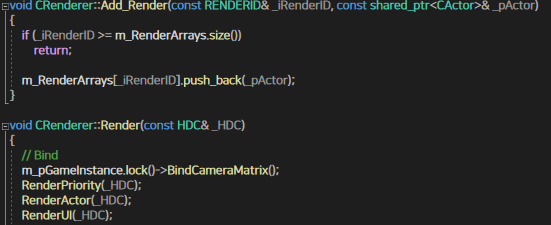 void CRenderer::Add_Render(const RENDERID& _iRenderID, const shared_ptr<CActor>& _pActor)
{
if (_iRenderID >= m_RenderArrays.size())
return;
m_RenderArrays[_iRenderID].push_back(_pActor);
}
void CRenderer::Render(const HDC& _HDC)
{
// Bind
m_pGameInstance.lock()->BindCameraMatrix();
RenderPriority(_HDC);
RenderActor(_HDC);
RenderUI(_HDC);